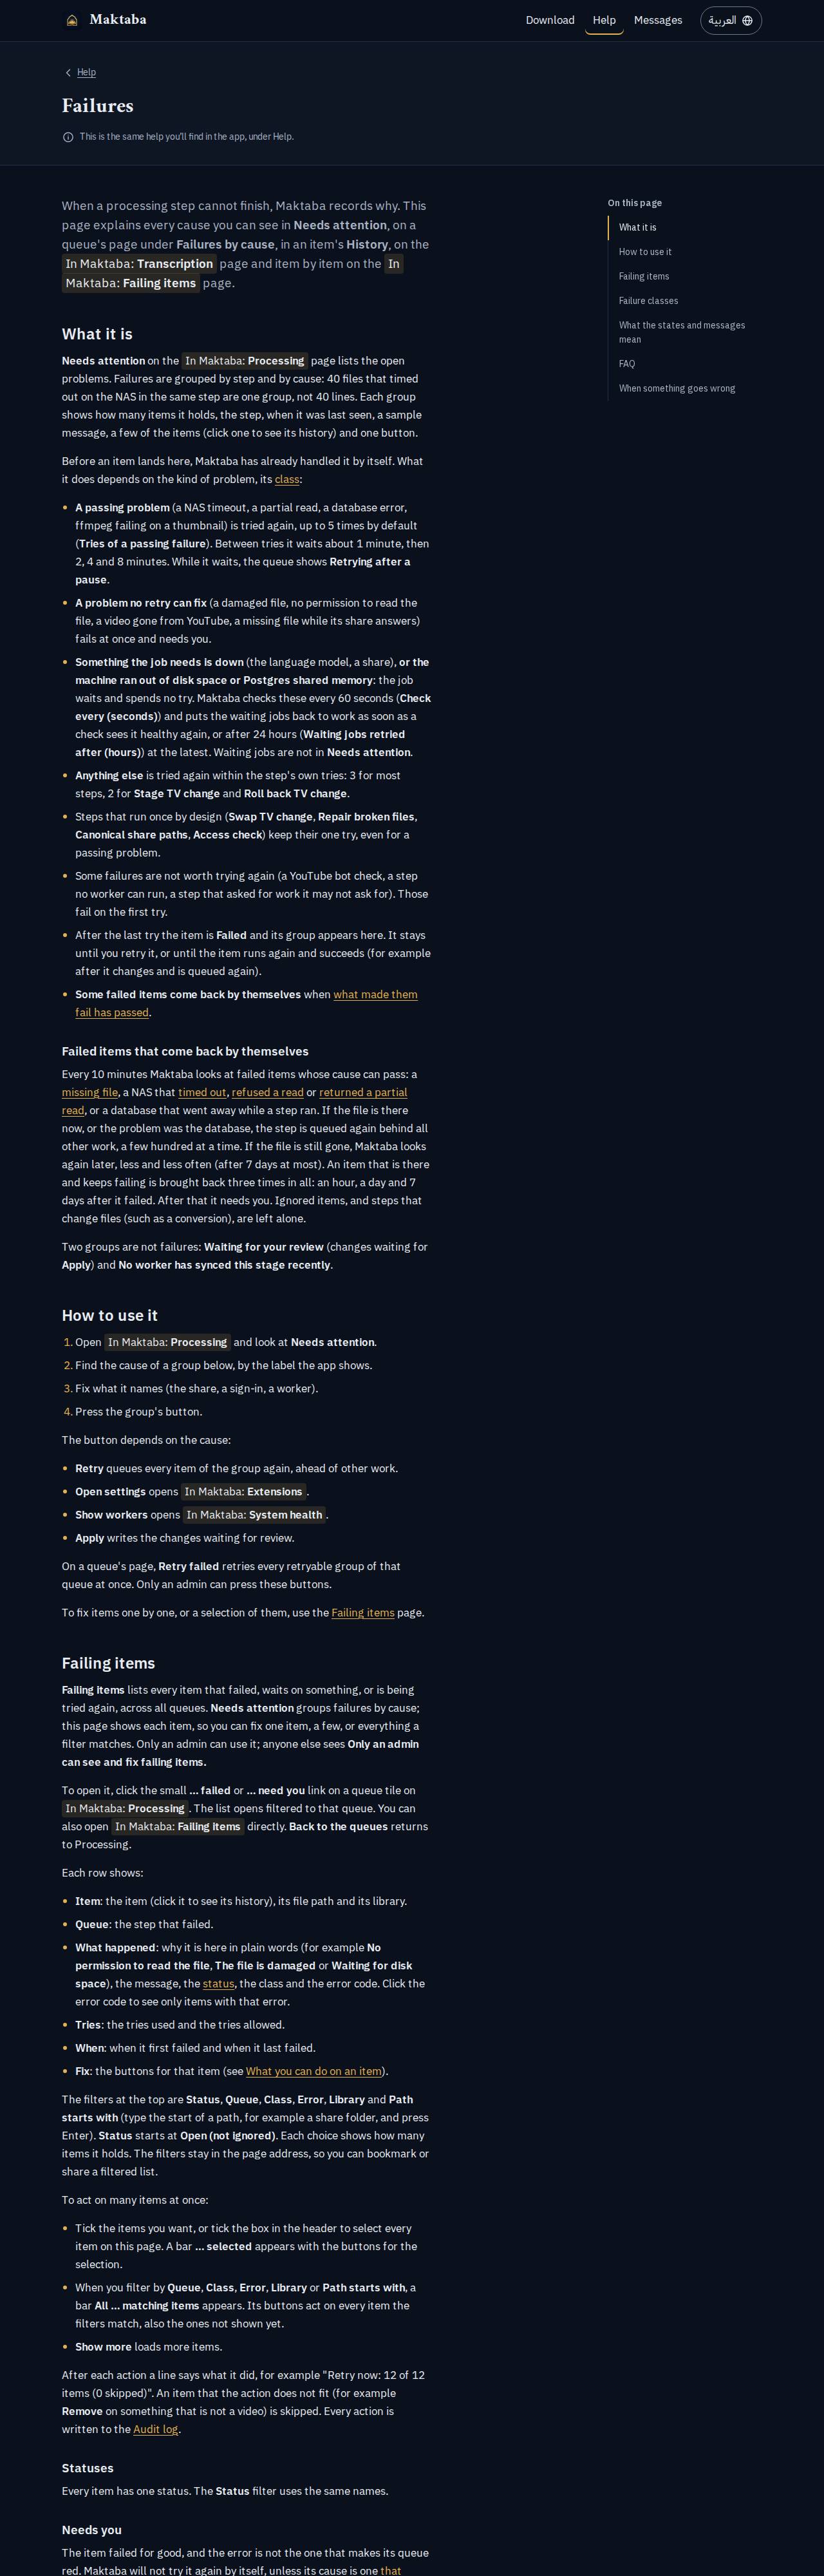 Maktaba
Download
Help
Messages
العربية
Help
Failures
This is the same help you'll find in the app, under Help.
When a processing step cannot finish, Maktaba records why. This
page explains every cause you can see in Needs attention, on a
queue's page under Failures by cause, in an item's History, on the
In Maktaba: Transcription page and item by item on the In
Maktaba: Failing items page.
On this page
What it is
How to use it
Failing items
Failure classes
What the states and messages
mean
FAQ
When something goes wrong
What it is
Needs attention on the In Maktaba: Processing page lists the open
problems. Failures are grouped by step and by cause: 40 files that timed
out on the NAS in the same step are one group, not 40 lines. Each group
shows how many items it holds, the step, when it was last seen, a sample
message, a few of the items (click one to see its history) and one button.
Before an item lands here, Maktaba has already handled it by itself. What
it does depends on the kind of problem, its class:
A passing problem (a NAS timeout, a partial read, a database error,
ffmpeg failing on a thumbnail) is tried again, up to 5 times by default
(Tries of a passing failure). Between tries it waits about 1 minute, then
2, 4 and 8 minutes. While it waits, the queue shows Retrying after a
pause.
A problem no retry can fix (a damaged file, no permission to read the
file, a video gone from YouTube, a missing file while its share answers)
fails at once and needs you.
Something the job needs is down (the language model, a share), or the
machine ran out of disk space or Postgres shared memory: the job
waits and spends no try. Maktaba checks these every 60 seconds (Check
every (seconds)) and puts the waiting jobs back to work as soon as a
check sees it healthy again, or after 24 hours (Waiting jobs retried
after (hours)) at the latest. Waiting jobs are not in Needs attention.
Anything else is tried again within the step's own tries: 3 for most
steps, 2 for Stage TV change and Roll back TV change.
Steps that run once by design (Swap TV change, Repair broken files,
Canonical share paths, Access check) keep their one try, even for a
passing problem.
Some failures are not worth trying again (a YouTube bot check, a step
no worker can run, a step that asked for work it may not ask for). Those
fail on the first try.
After the last try the item is Failed and its group appears here. It stays
until you retry it, or until the item runs again and succeeds (for example
after it changes and is queued again).
Some failed items come back by themselves when what made them
fail has passed.
Failed items that come back by themselves
Every 10 minutes Maktaba looks at failed items whose cause can pass: a
missing file, a NAS that timed out, refused a read or returned a partial
read, or a database that went away while a step ran. If the file is there
now, or the problem was the database, the step is queued again behind all
other work, a few hundred at a time. If the file is still gone, Maktaba looks
again later, less and less often (after 7 days at most). An item that is there
and keeps failing is brought back three times in all: an hour, a day and 7
days after it failed. After that it needs you. Ignored items, and steps that
change files (such as a conversion), are left alone.
Two groups are not failures: Waiting for your review (changes waiting for
Apply) and No worker has synced this stage recently.
How to use it
1. Open In Maktaba: Processing and look at Needs attention.
2. Find the cause of a group below, by the label the app shows.
3. Fix what it names (the share, a sign-in, a worker).
4. Press the group's button.
The button depends on the cause:
Retry queues every item of the group again, ahead of other work.
Open settings opens In Maktaba: Extensions.
Show workers opens In Maktaba: System health.
Apply writes the changes waiting for review.
On a queue's page, Retry failed retries every retryable group of that
queue at once. Only an admin can press these buttons.
To fix items one by one, or a selection of them, use the Failing items page.
Failing items
Failing items lists every item that failed, waits on something, or is being
tried again, across all queues. Needs attention groups failures by cause;
this page shows each item, so you can fix one item, a few, or everything a
filter matches. Only an admin can use it; anyone else sees Only an admin
can see and fix failing items.
To open it, click the small … failed or … need you link on a queue tile on
In Maktaba: Processing. The list opens filtered to that queue. You can
also open In Maktaba: Failing items directly. Back to the queues returns
to Processing.
Each row shows:
Item: the item (click it to see its history), its file path and its library.
Queue: the step that failed.
What happened: why it is here in plain words (for example No
permission to read the file, The file is damaged or Waiting for disk
space), the message, the status, the class and the error code. Click the
error code to see only items with that error.
Tries: the tries used and the tries allowed.
When: when it first failed and when it last failed.
Fix: the buttons for that item (see What you can do on an item).
The filters at the top are Status, Queue, Class, Error, Library and Path
starts with (type the start of a path, for example a share folder, and press
Enter). Status starts at Open (not ignored). Each choice shows how many
items it holds. The filters stay in the page address, so you can bookmark or
share a filtered list.
To act on many items at once:
Tick the items you want, or tick the box in the header to select every
item on this page. A bar … selected appears with the buttons for the
selection.
When you filter by Queue, Class, Error, Library or Path starts with, a
bar All … matching items appears. Its buttons act on every item the
filters match, also the ones not shown yet.
Show more loads more items.
After each action a line says what it did, for example "Retry now: 12 of 12
items (0 skipped)". An item that the action does not fit (for example
Remove on something that is not a video) is skipped. Every action is
written to the Audit log.
Statuses
Every item has one status. The Status filter uses the same names.
Needs you
The item failed for good, and the error is not the one that makes its queue
red. Maktaba will not try it again by itself, unless its cause is one that